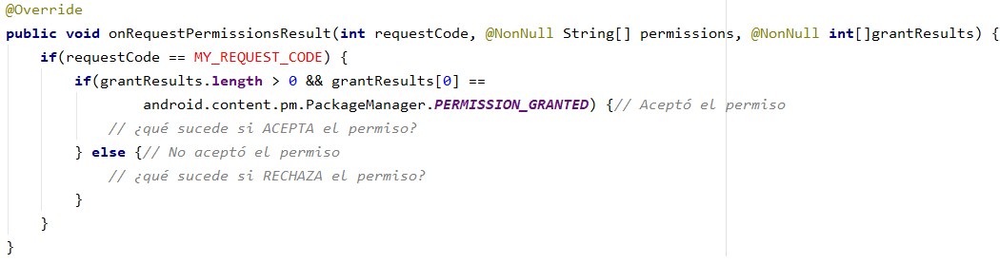 @Override
public void onRequestPermissionsResult(int requestCode, @NonNull String[] permissions, @NonNull int[]grantResults) {
    if(requestCode == MY_REQUEST_CODE) {
        if(grantResults.length > 0 && grantResults[0] ==
                android.content.pm.PackageManager.PERMISSION_GRANTED) {// Aceptó el permiso
            // ¿qué sucede si ACEPTA el permiso?
        } else {// No aceptó el permiso
            // ¿qué sucede si RECHAZA el permiso?
        }
    }
}